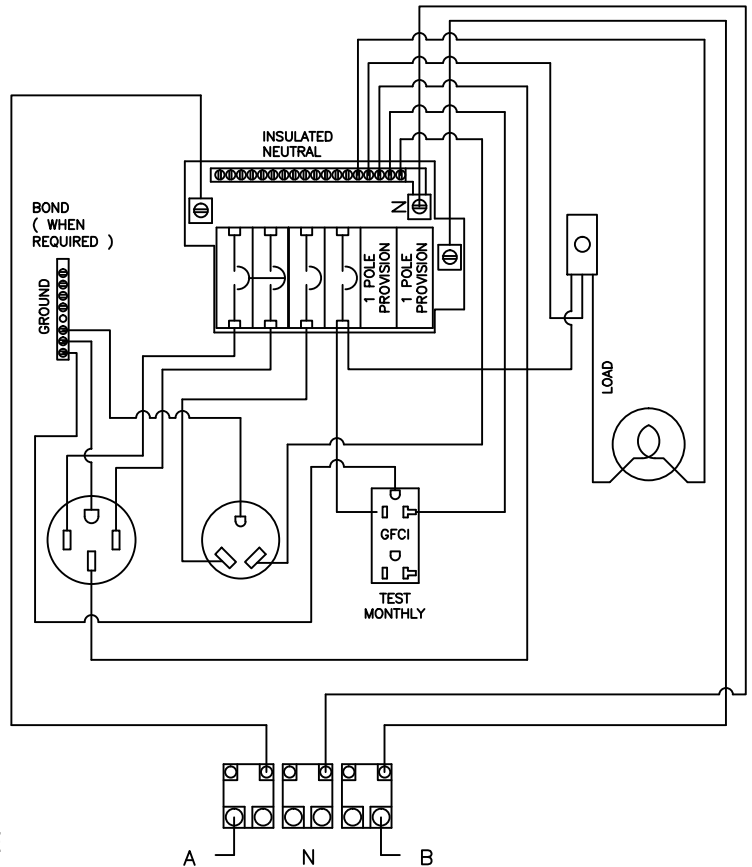 INSULATED
NEUTRAL
BOND
( WHEN
REQUIRED )
GROUND
N
1 POLE
PROVISION
1 POLE
PROVISION
LOAD
GFCI
TEST
MONTHLY
A
N
B